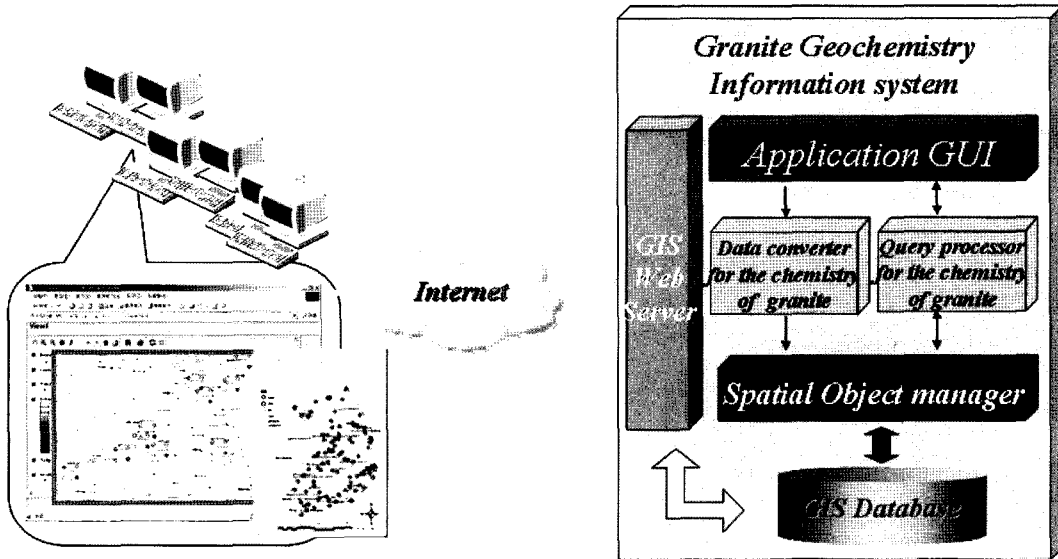 Granite Geochemistry
Information system
Application GUI
GIS
Web
Server
Data converter
for the chemistry
of granite
Query processor
for the chemistry
of granite
Internet
Spatial Object manager
GIS Database
View1